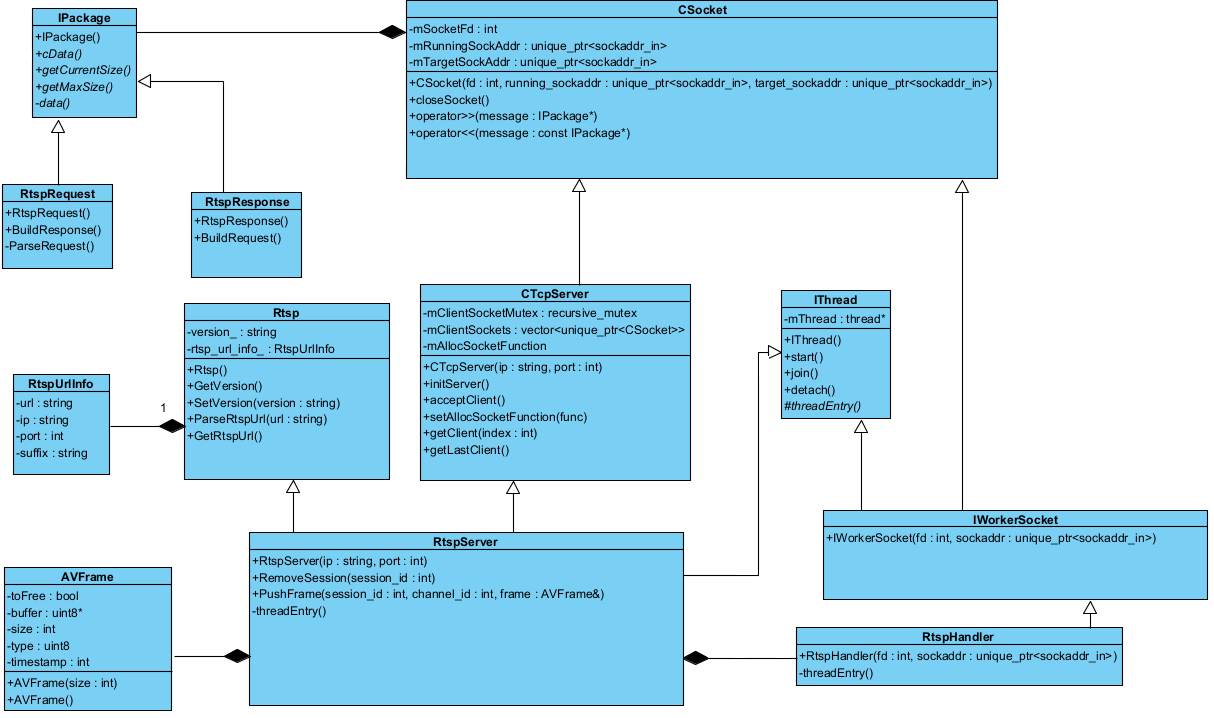 IPackage
+IPackage()
+cData()
+getCurrentSize()
+getMaxSize()
-data()
CSocket
-mSocketFd : int
-mRunningSockAddr : unique_ptr<sockaddr_in>
-mTargetSockAddr : unique_ptr<sockaddr_in>
+CSocket(fd : int, running_sockaddr : unique_ptr<sockaddr_in>, target_sockaddr : unique_ptr<sockaddr_in>)
+closeSocket()
+operator>>(message : IPackage*)
+operator<<(message : const IPackage*)
RtspRequest
+RtspRequest()
+BuildResponse()
-ParseRequest()
RtspResponse
+RtspResponse()
+BuildRequest()
Rtsp
-version_ : string
-rtsp_url_info_ : RtspUrlInfo
+Rtsp()
+GetVersion()
+SetVersion(version : string)
+ParseRtspUrl(url : string)
+GetRtspUrl()
CTcpServer
-mClientSocketMutex : recursive_mutex
-mClientSockets : vector<unique_ptr<CSocket>>
-mAllocSocketFunction
+CTcpServer(ip : string, port : int)
+initServer()
+acceptClient()
+setAllocSocketFunction(func)
+getClient(index : int)
+getLastClient()
IThread
-mThread : thread*
+IThread()
+start()
+join()
+detach()
#threadEntry()
RtspUrlInfo
-url : string
-ip : string
-port : int
-suffix : string
1
IWorkerSocket
+IWorkerSocket(fd : int, sockaddr : unique_ptr<sockaddr_in>)
RtspServer
+RtspServer(ip : string, port : int)
+RemoveSession(session_id : int)
+PushFrame(session_id : int, channel_id : int, frame : AVFrame&)
-threadEntry()
AVFrame
-toFree : bool
-buffer : uint8*
-size : int
-type : uint8
-timestamp : int
+AVFrame(size : int)
+AVFrame()
RtspHandler
+RtspHandler(fd : int, sockaddr : unique_ptr<sockaddr_in>)
-threadEntry()